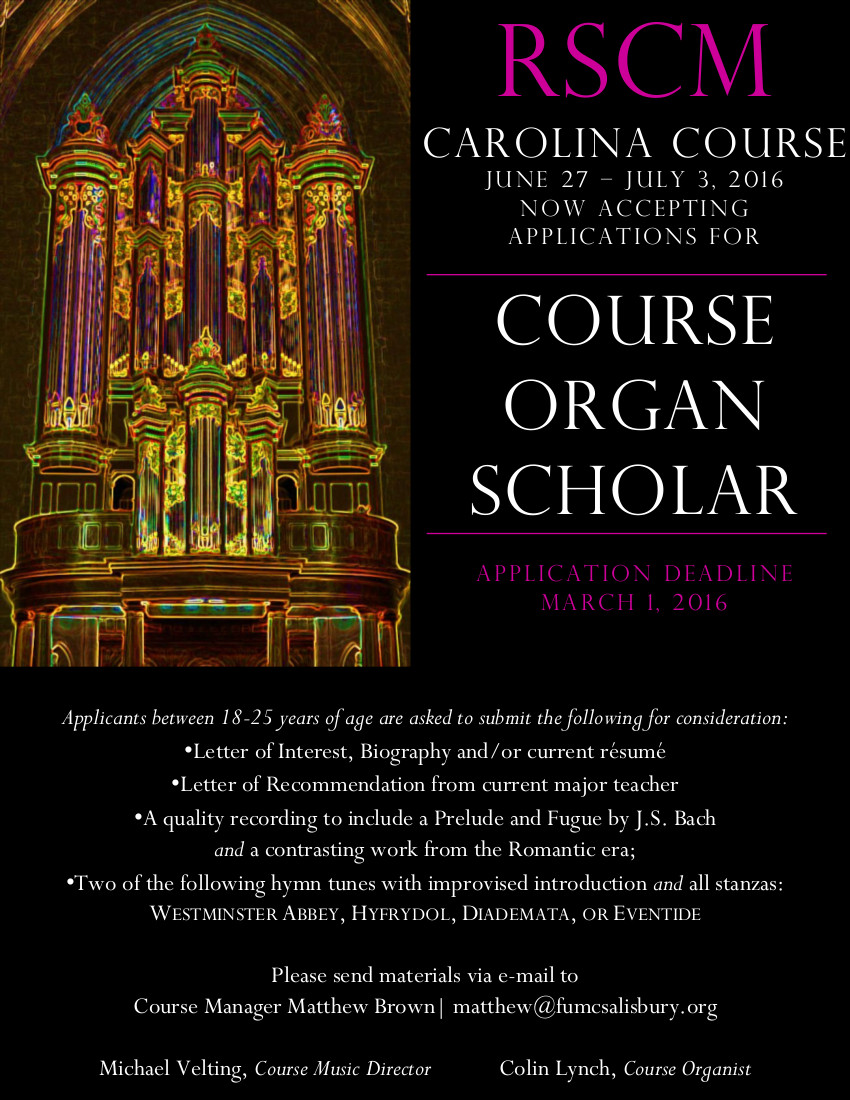 RSCM
CAROLINA COURSE
JUNE 27 – JULY 3, 2016
NOW ACCEPTING
APPLICATIONS FOR
COURSE
ORGAN
SCHOLAR
APPLICATION DEADLINE
MARCH 1, 2016
Applicants between 18-25 years of age are asked to submit the following for consideration:
•Letter of Interest, Biography and/or current résumé
•Letter of Recommendation from current major teacher
•A quality recording to include a Prelude and Fugue by J.S. Bach
and a contrasting work from the Romantic era;
•Two of the following hymn tunes with improvised introduction and all stanzas:
WESTMINSTER ABBEY, HYFRYDOL, DIADEMATA, OR EVENTIDE
Please send materials via e-mail to
Course Manager Matthew Brown| matthew@fumcsalisbury.org
Michael Velting, Course Music Director Colin Lynch, Course Organist